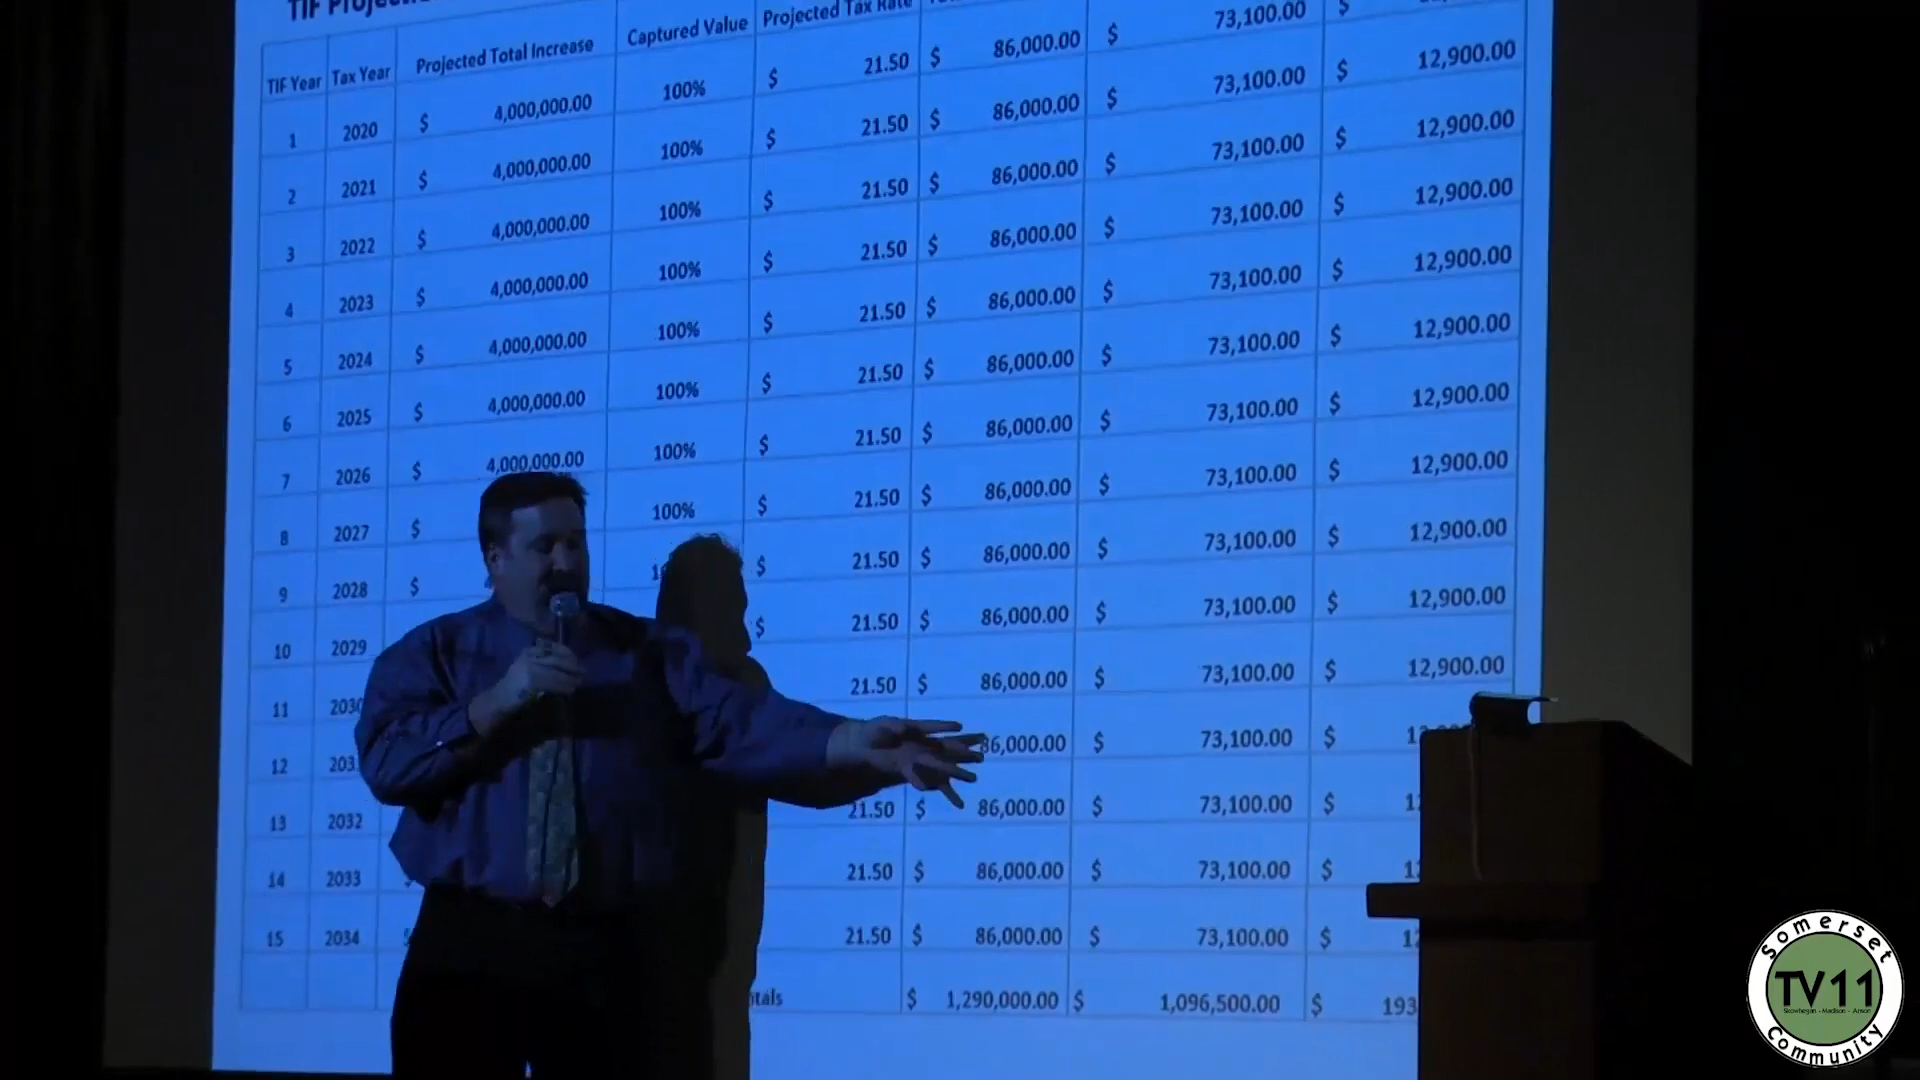 TIF
TIF Year Tax Year Projected Total Increase Captured Value Projected Tax Rate
1 2020 $ 4,000,000.00 100% $ 21.50 $ 86,000.00 $ 73,100.00 $
2 2021 $ 4,000,000.00 100% $ 21.50 $ 86,000.00 $ 73,100.00 $ 12,900.00
3 2022 $ 4,000,000.00 100% $ 21.50 $ 86,000.00 $ 73,100.00 $ 12,900.00
4 2023 $ 4,000,000.00 100% $ 21.50 $ 86,000.00 $ 73,100.00 $ 12,900.00
5 2024 $ 4,000,000.00 100% $ 21.50 $ 86,000.00 $ 73,100.00 $ 12,900.00
6 2025 $ 4,000,000.00 100% $ 21.50 $ 86,000.00 $ 73,100.00 $ 12,900.00
7 2026 $ 4,000,000.00 100% $ 21.50 $ 86,000.00 $ 73,100.00 $ 12,900.00
8 2027 $ 100% $ 21.50 $ 86,000.00 $ 73,100.00 $ 12,900.00
9 2028 $ $ 21.50 $ 86,000.00 $ 73,100.00 $ 12,900.00
10 2029 $ 21.50 $ 86,000.00 $ 73,100.00 $ 12,900.00
11 2030 21.50 $ 86,000.00 $ 73,100.00 $ 12,900.00
12 86,000.00 $ 73,100.00 $
13 2032 21.50 $ 86,000.00 $ 73,100.00 $
14 2033 21.50 $ 86,000.00 $ 73,100.00 $
15 2034 21.50 $ 86,000.00 $ 73,100.00 $
$ 1,290,000.00 $ 1,096,500.00 $
Somerset
TV11
Skowhegan - Madison - Anson
Community